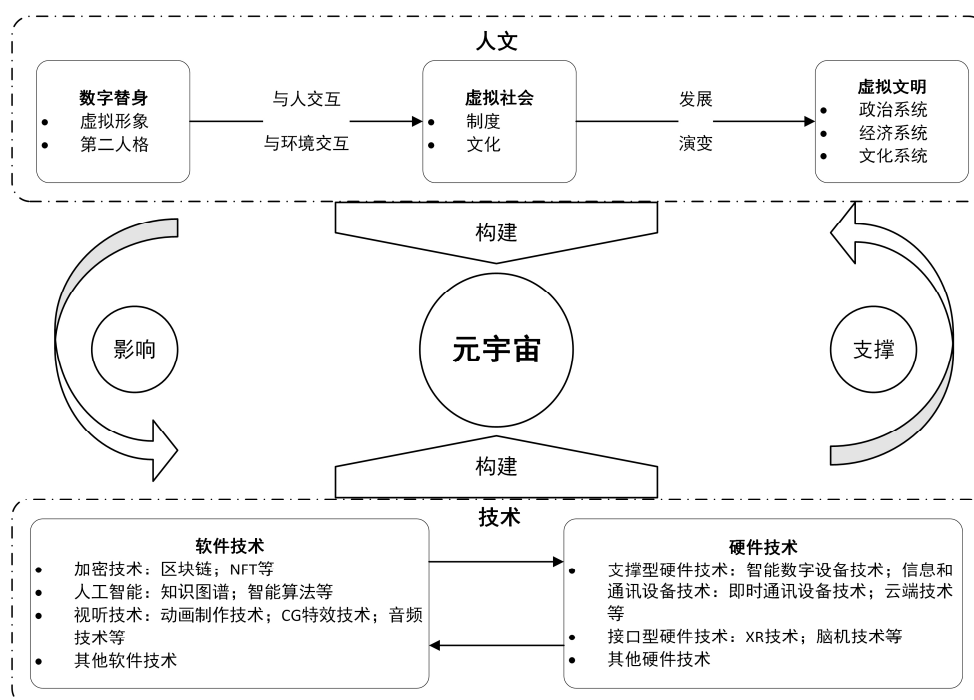 人文
数字替身
• 虚拟形象
• 第二人格
与人交互
与环境交互
虚拟社会
• 制度
• 文化
发展
演变
虚拟文明
• 政治系统
• 经济系统
• 文化系统
构建
影响
元宇宙
支撑
构建
技术
软件技术
• 加密技术：区块链；NFT等
• 人工智能：知识图谱；智能算法等
• 视听技术：动画制作技术；CG特效技术；音频
技术等
• 其他软件技术
硬件技术
• 支撑型硬件技术：智能数字设备技术；信息和
通讯设备技术：即时通讯设备技术；云端技术
等
• 接口型硬件技术：XR技术；脑机技术等
• 其他硬件技术